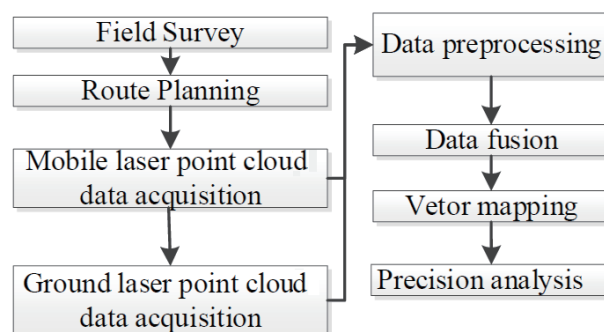 Field Survey
Route Planning
Mobile laser point cloud
data acquisition
Ground laser point cloud
data acquisition
Data preprocessing
Data fusion
Vetor mapping
Precision analysis